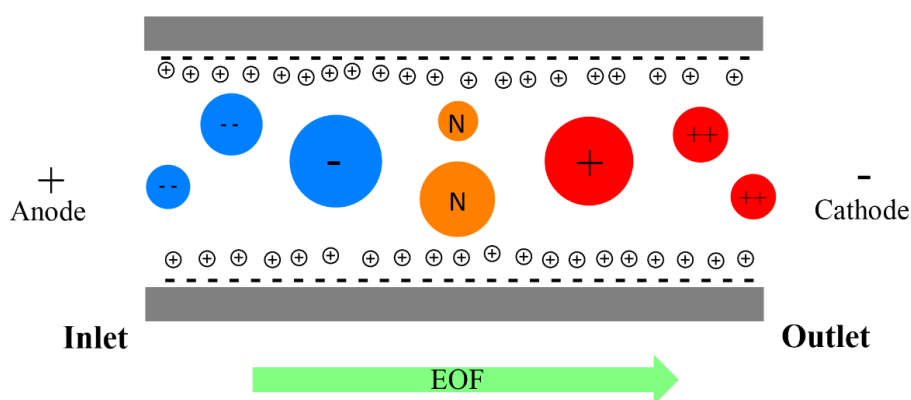 +
Anode
- -
- -
-
N
N
+
++
++
-
Cathode
Inlet
Outlet
EOF